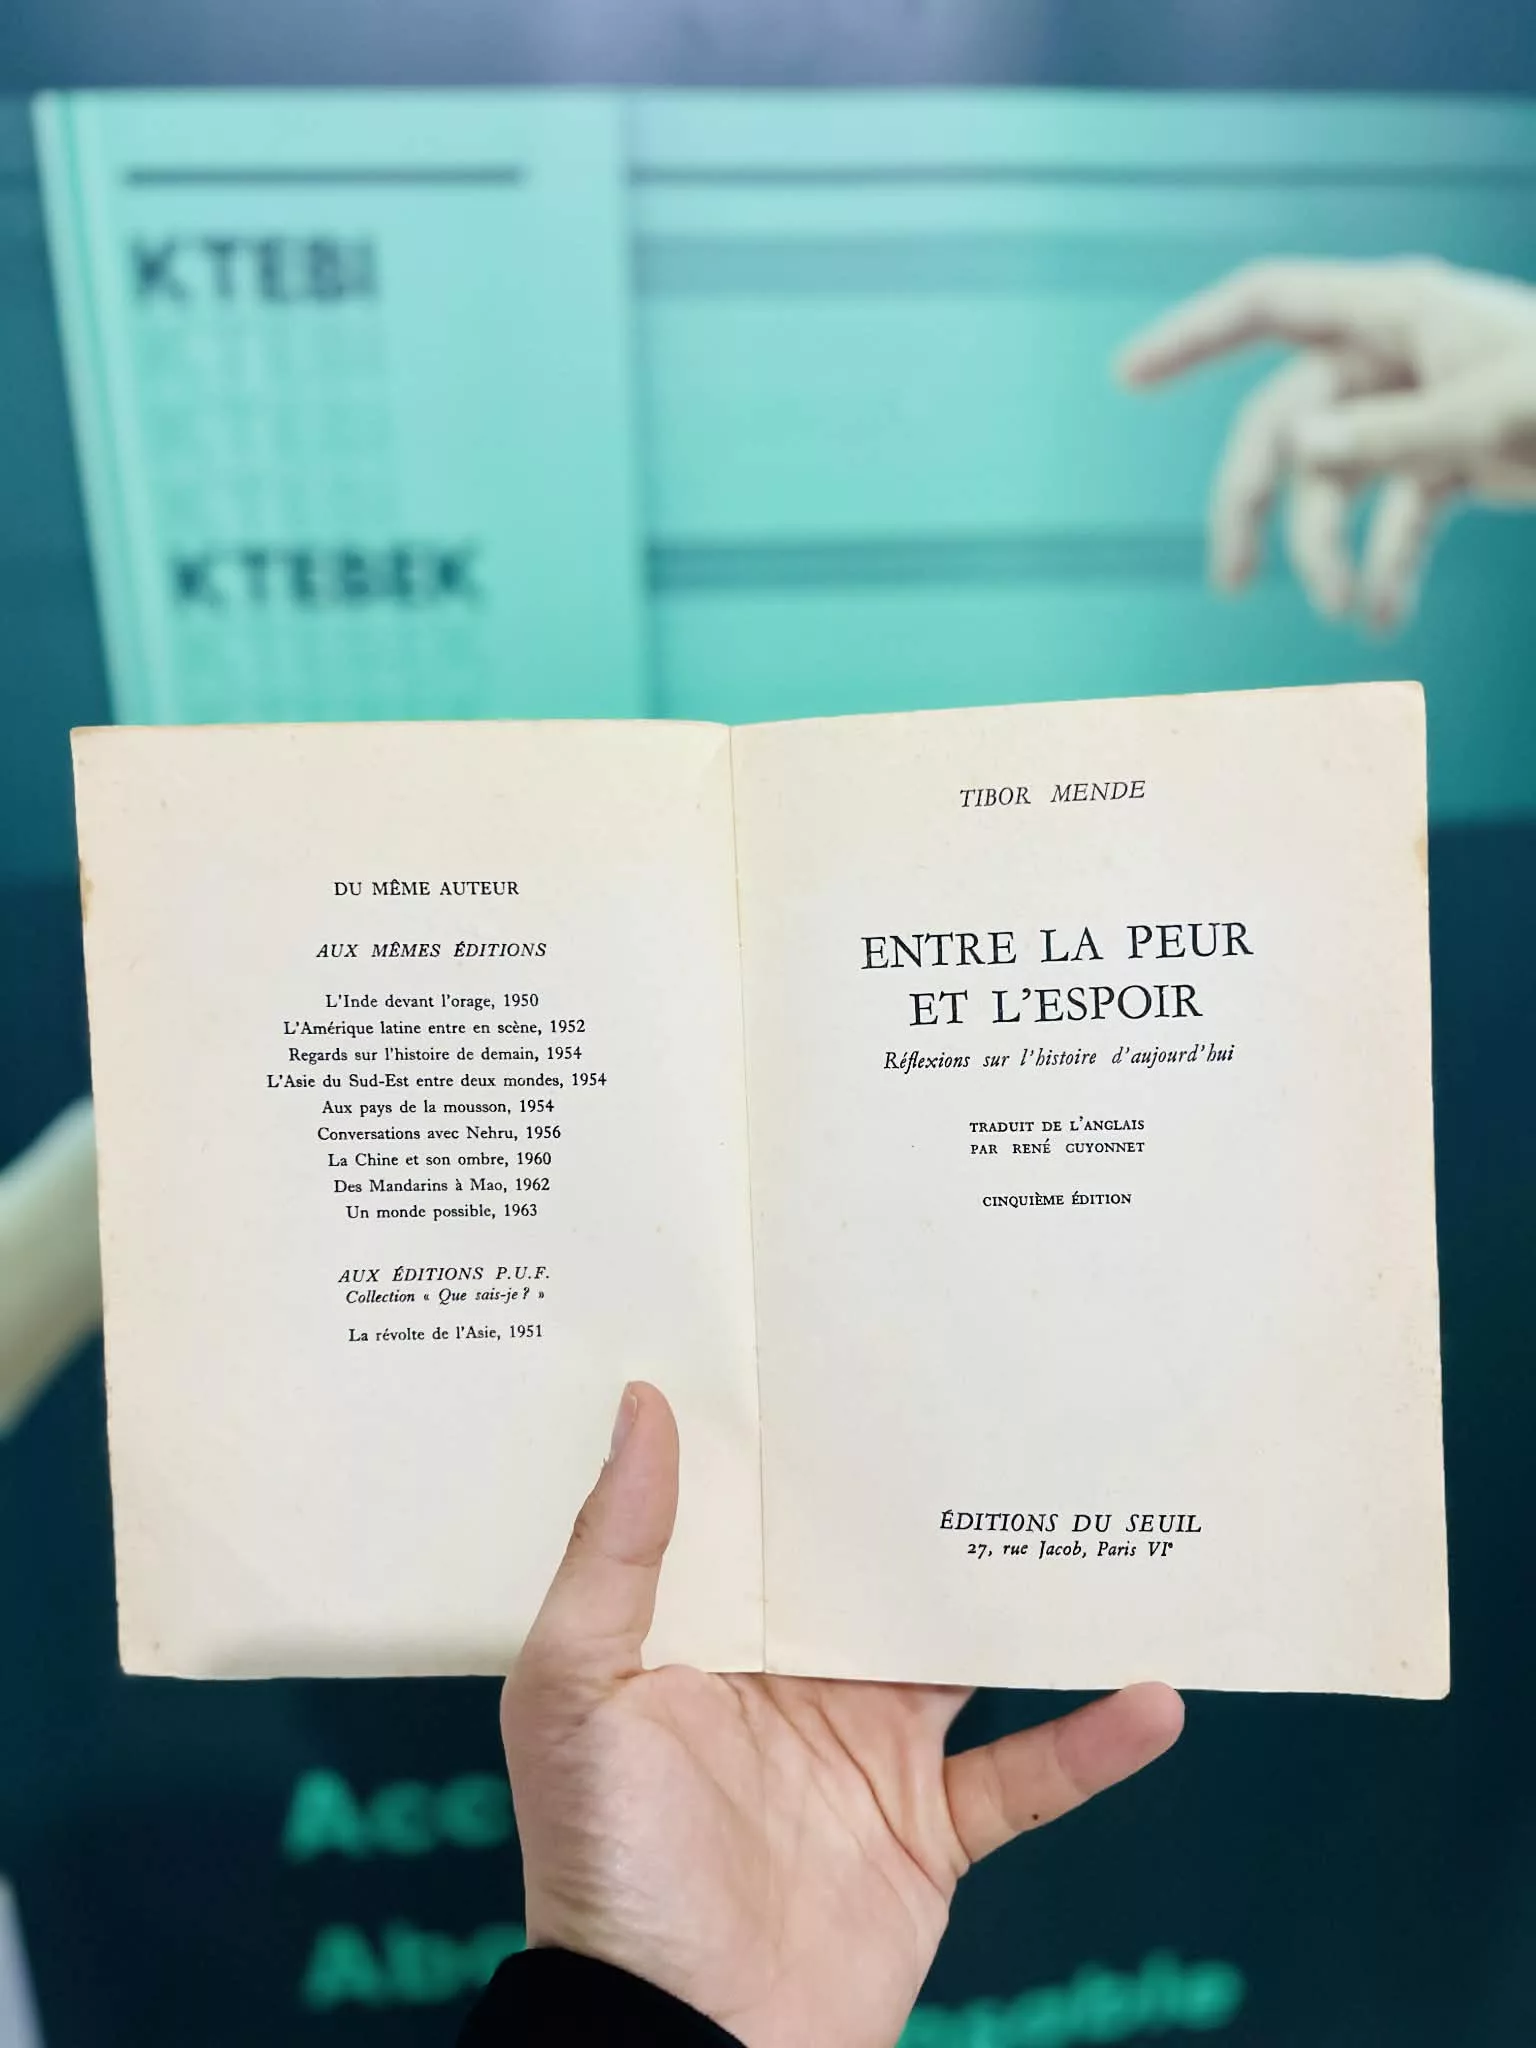 KTEBI
KTEBEK
DU MÊME AUTEUR
AUX MÊMES ÉDITIONS
L'Inde devant l'orage, 1950
L'Amérique latine entre en scène, 1952
Regards sur l'histoire de demain, 1954
L'Asie du Sud-Est entre deux mondes, 1954
Aux pays de la mousson, 1954
Conversations avec Nehru, 1956
La Chine et son ombre, 1960
Des Mandarins à Mao, 1962
Un monde possible, 1963
AUX ÉDITIONS P.U.F.
Collection « Que sais-je ? »
La révolte de l'Asie, 1951
TIBOR MENDE
ENTRE LA PEUR
ET L'ESPOIR
Réflexions sur l'histoire d'aujourd'hui
TRADUIT DE L'ANGLAIS
PAR RENÉ GUYONNET
CINQUIÈME ÉDITION
ÉDITIONS DU SEUIL
27, rue Jacob, Paris VIᵉ